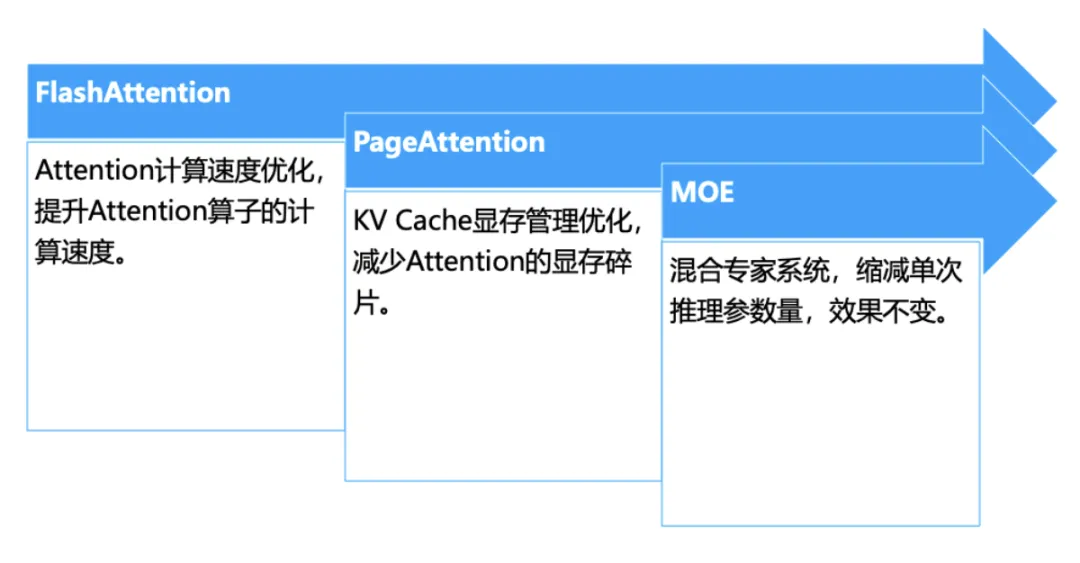 FlashAttention
Attention计算速度优化，
提升Attention算子的计
算速度。
PageAttention
KV Cache显存管理优化，
减少Attention的显存碎
片。
MOE
混合专家系统，缩减单次
推理参数量，效果不变。